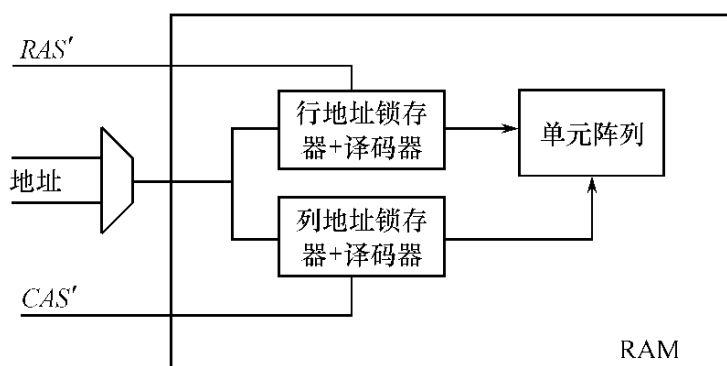 RAS′
行地址锁存
器+译码器
单元阵列
地址
列地址锁存
器+译码器
CAS′
RAM